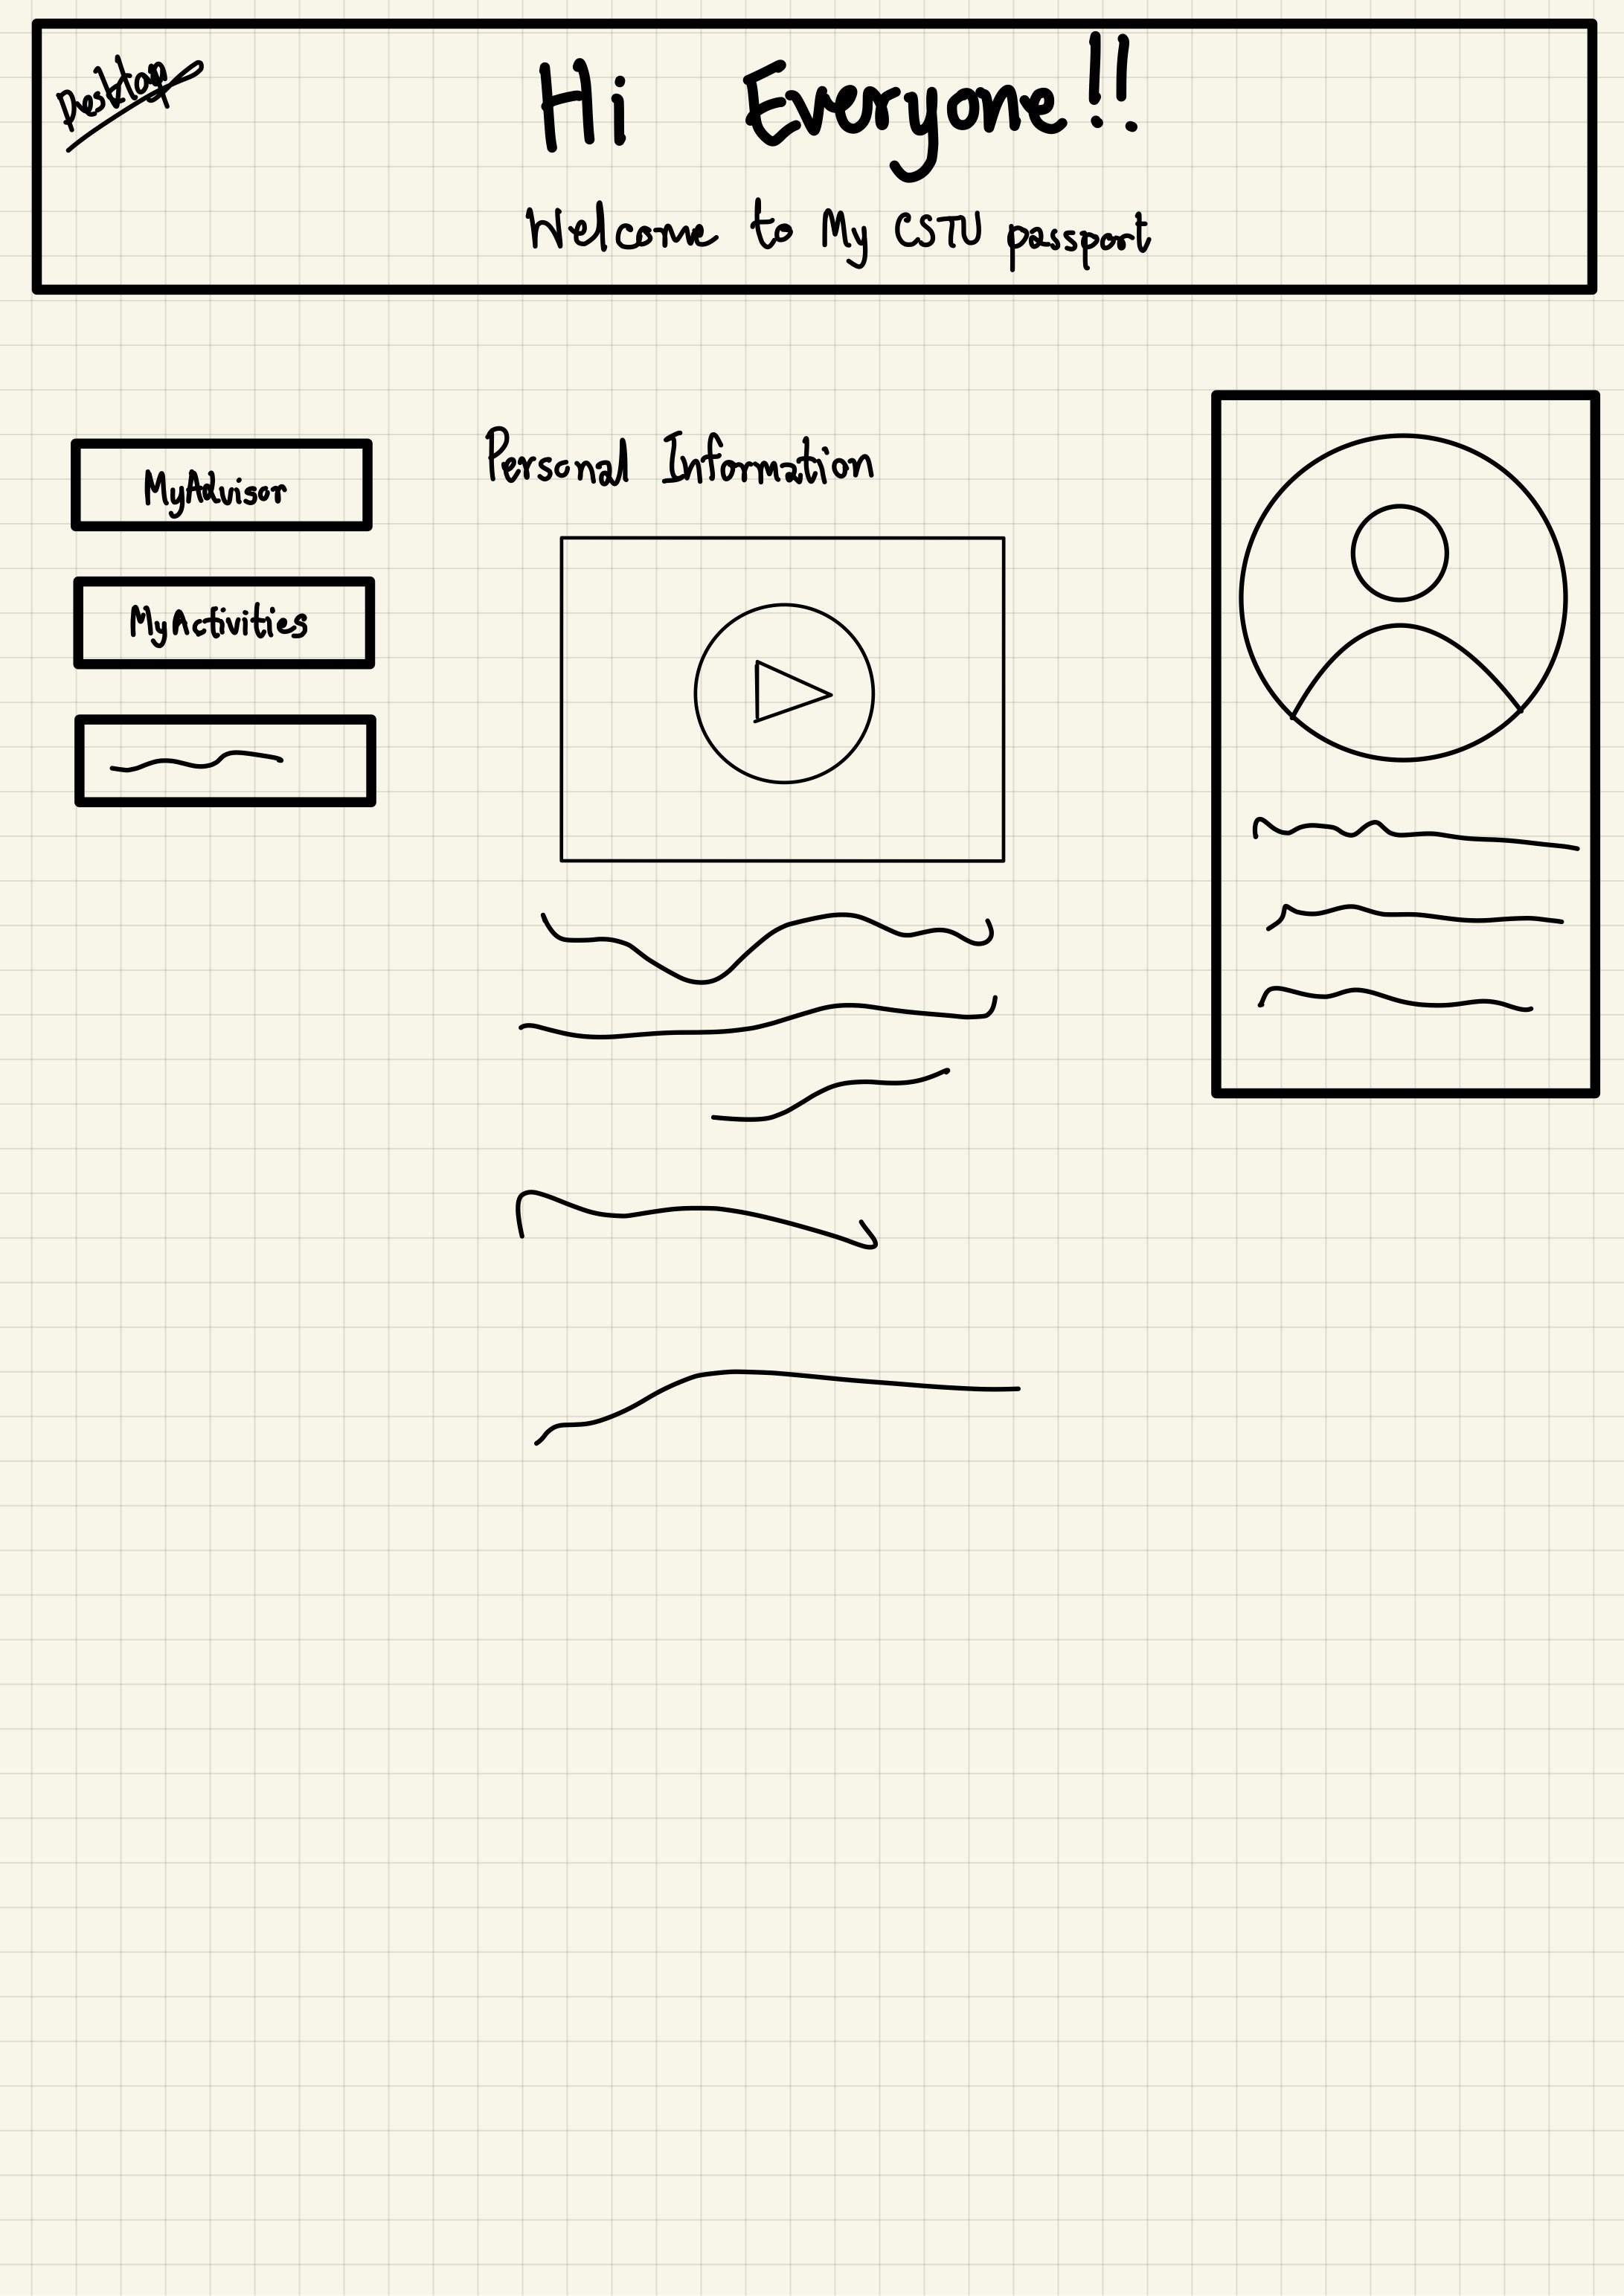 Desktop
Hi Everyone!!
Welcome to My CSTU passport
Personal Information
MyAdvisor
MyActivities